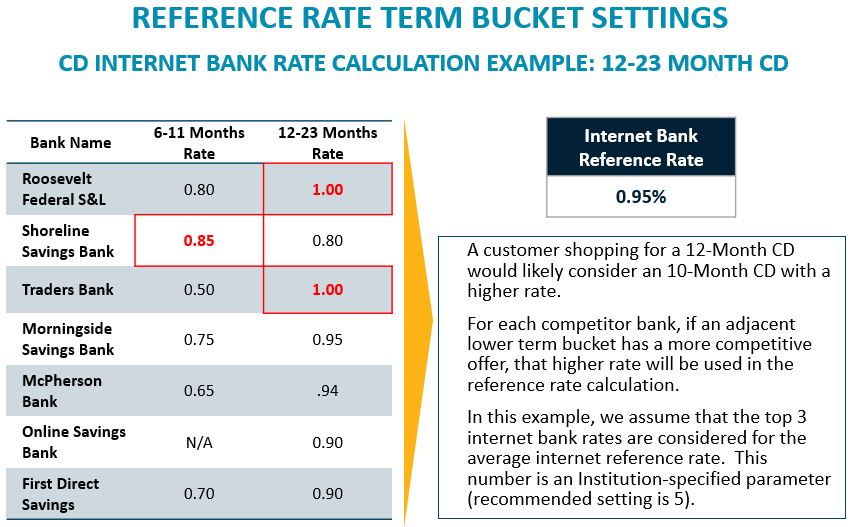 REFERENCE RATE TERM BUCKET SETTINGS
CD INTERNET BANK RATE CALCULATION EXAMPLE: 12-23 MONTH CD
Bank Name
6-11 Months
Rate
12-23 Months
Rate
Roosevelt
Federal S&L
0.80
1.00
Shoreline
Savings Bank
0.85
0.80
Traders Bank
0.50
1.00
Morningside
Savings Bank
0.75
0.95
McPherson
Bank
0.65
.94
Online Savings
Bank
N/A
0.90
First Direct
Savings
0.70
0.90
Internet Bank
Reference Rate
0.95%
A customer shopping for a 12-Month CD
would likely consider an 10-Month CD with a
higher rate.
For each competitor bank, if an adjacent
lower term bucket has a more competitive
offer, that higher rate will be used in the
reference rate calculation.
In this example, we assume that the top 3
internet bank rates are considered for the
average internet reference rate.  This
number is an Institution-specified parameter
(recommended setting is 5).